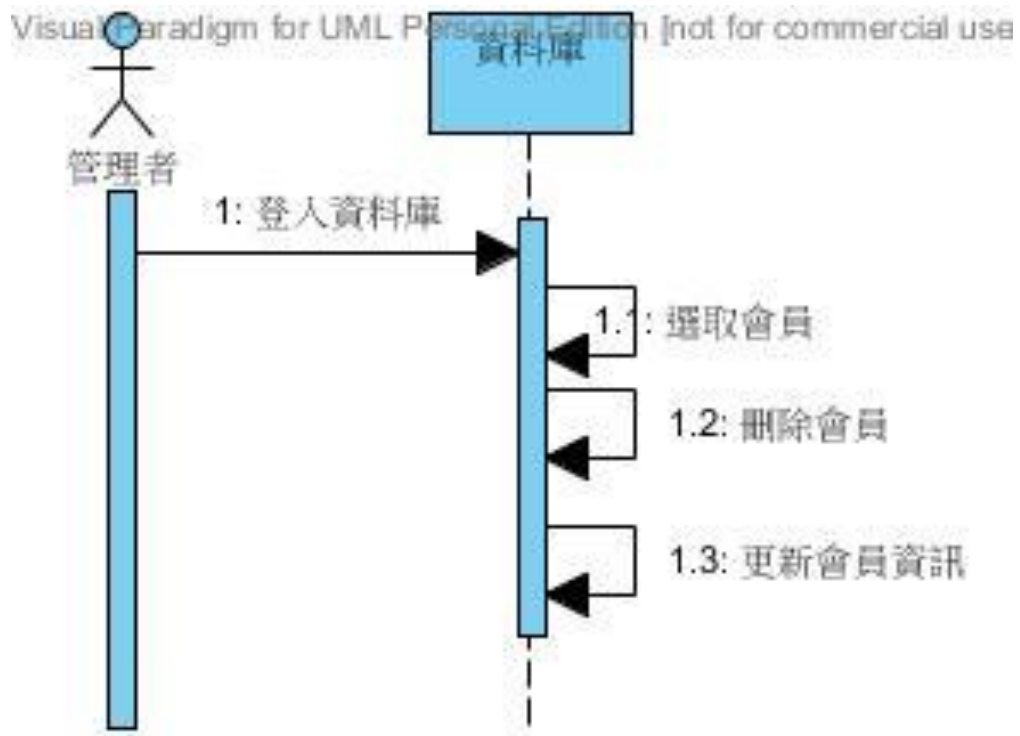 Visual Paradigm for UML Personal Edition [not for commercial use
資料庫
管理者
1: 登入資料庫
1.1: 選取會員
1.2: 刪除會員
1.3: 更新會員資訊